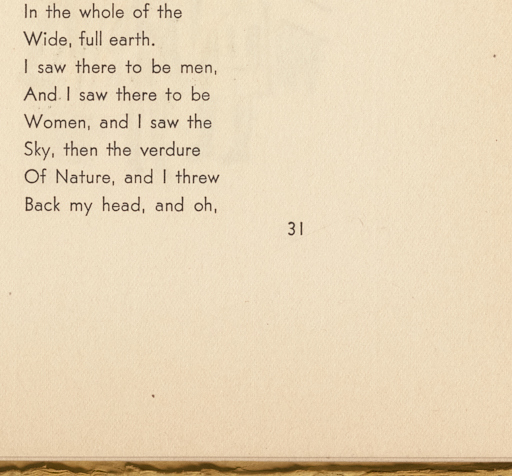 In the whole of the
Wide, full earth.
I saw there to be men,
And I saw there to be
Women, and I saw the
Sky, then the verdure
Of Nature, and I threw
Back my head, and oh,
31